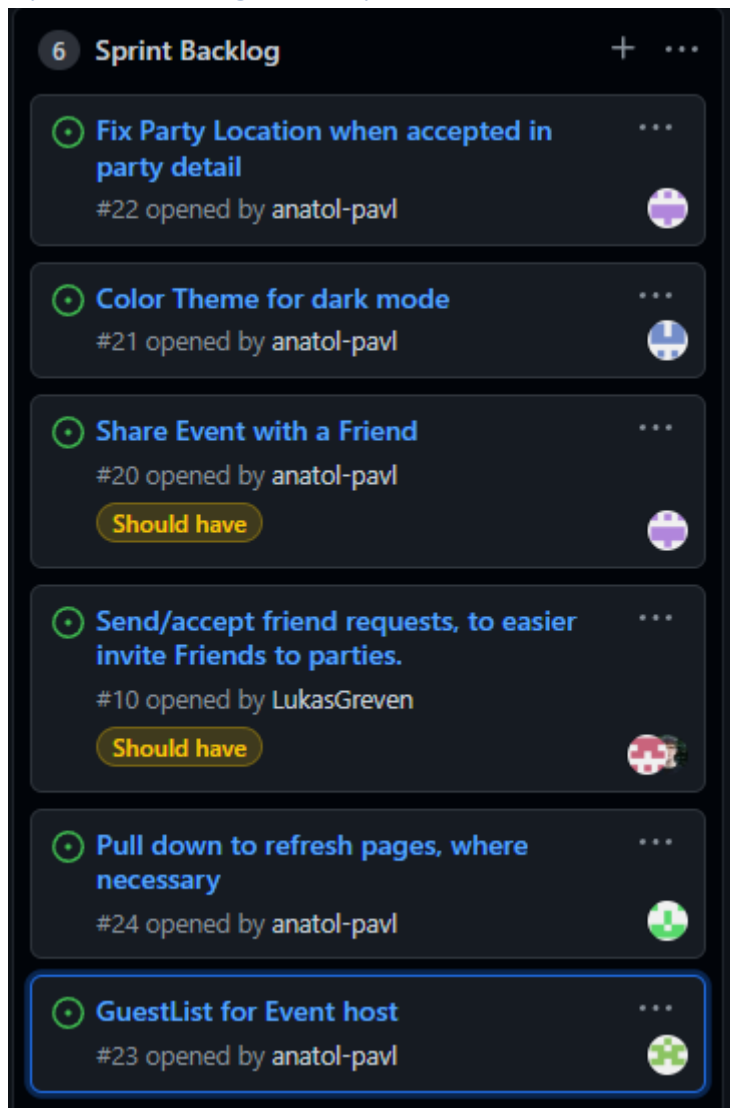 6 Sprint Backlog
Fix Party Location when accepted in
party detail
#22 opened by anatol-pavl
Color Theme for dark mode
#21 opened by anatol-pavl
Share Event with a Friend
#20 opened by anatol-pavl
Should have
Send/accept friend requests, to easier
invite Friends to parties.
#10 opened by LukasGreven
Should have
Pull down to refresh pages, where
necessary
#24 opened by anatol-pavl
GuestList for Event host
#23 opened by anatol-pavl